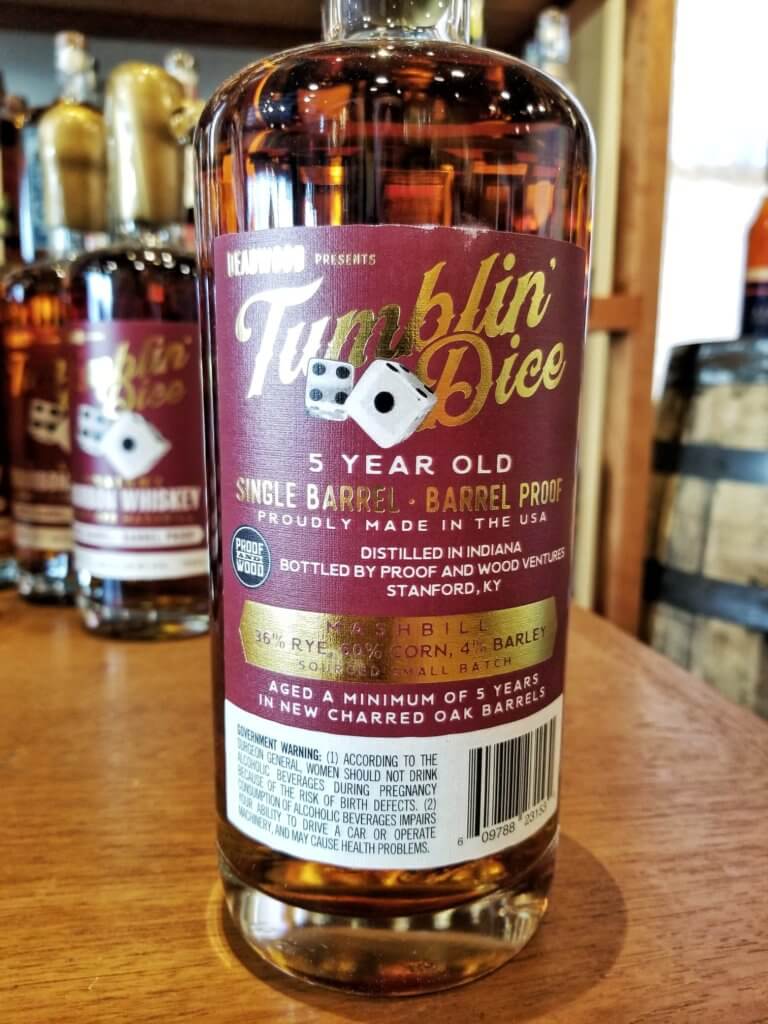 DEADWOOD PRESENTS
Tumblin'
Dice
5 YEAR OLD
SINGLE BARREL · BARREL PROOF
PROUDLY MADE IN THE USA
PROOF
AND
WOOD
DISTILLED IN INDIANA
BOTTLED BY PROOF AND WOOD VENTURES
STANFORD, KY
MASHBILL
36% RYE, 60% CORN, 4% BARLEY
SOURCED SMALL BATCH
AGED A MINIMUM OF 5 YEARS
IN NEW CHARRED OAK BARRELS
GOVERNMENT WARNING: (1) ACCORDING TO THE
SURGEON GENERAL, WOMEN SHOULD NOT DRINK
ALCOHOLIC BEVERAGES DURING PREGNANCY
BECAUSE OF THE RISK OF BIRTH DEFECTS. (2)
CONSUMPTION OF ALCOHOLIC BEVERAGES IMPAIRS
YOUR ABILITY TO DRIVE A CAR OR OPERATE
MACHINERY, AND MAY CAUSE HEALTH PROBLEMS.
6 09788 23153
Dice
WHISKEY
BARREL PROOF